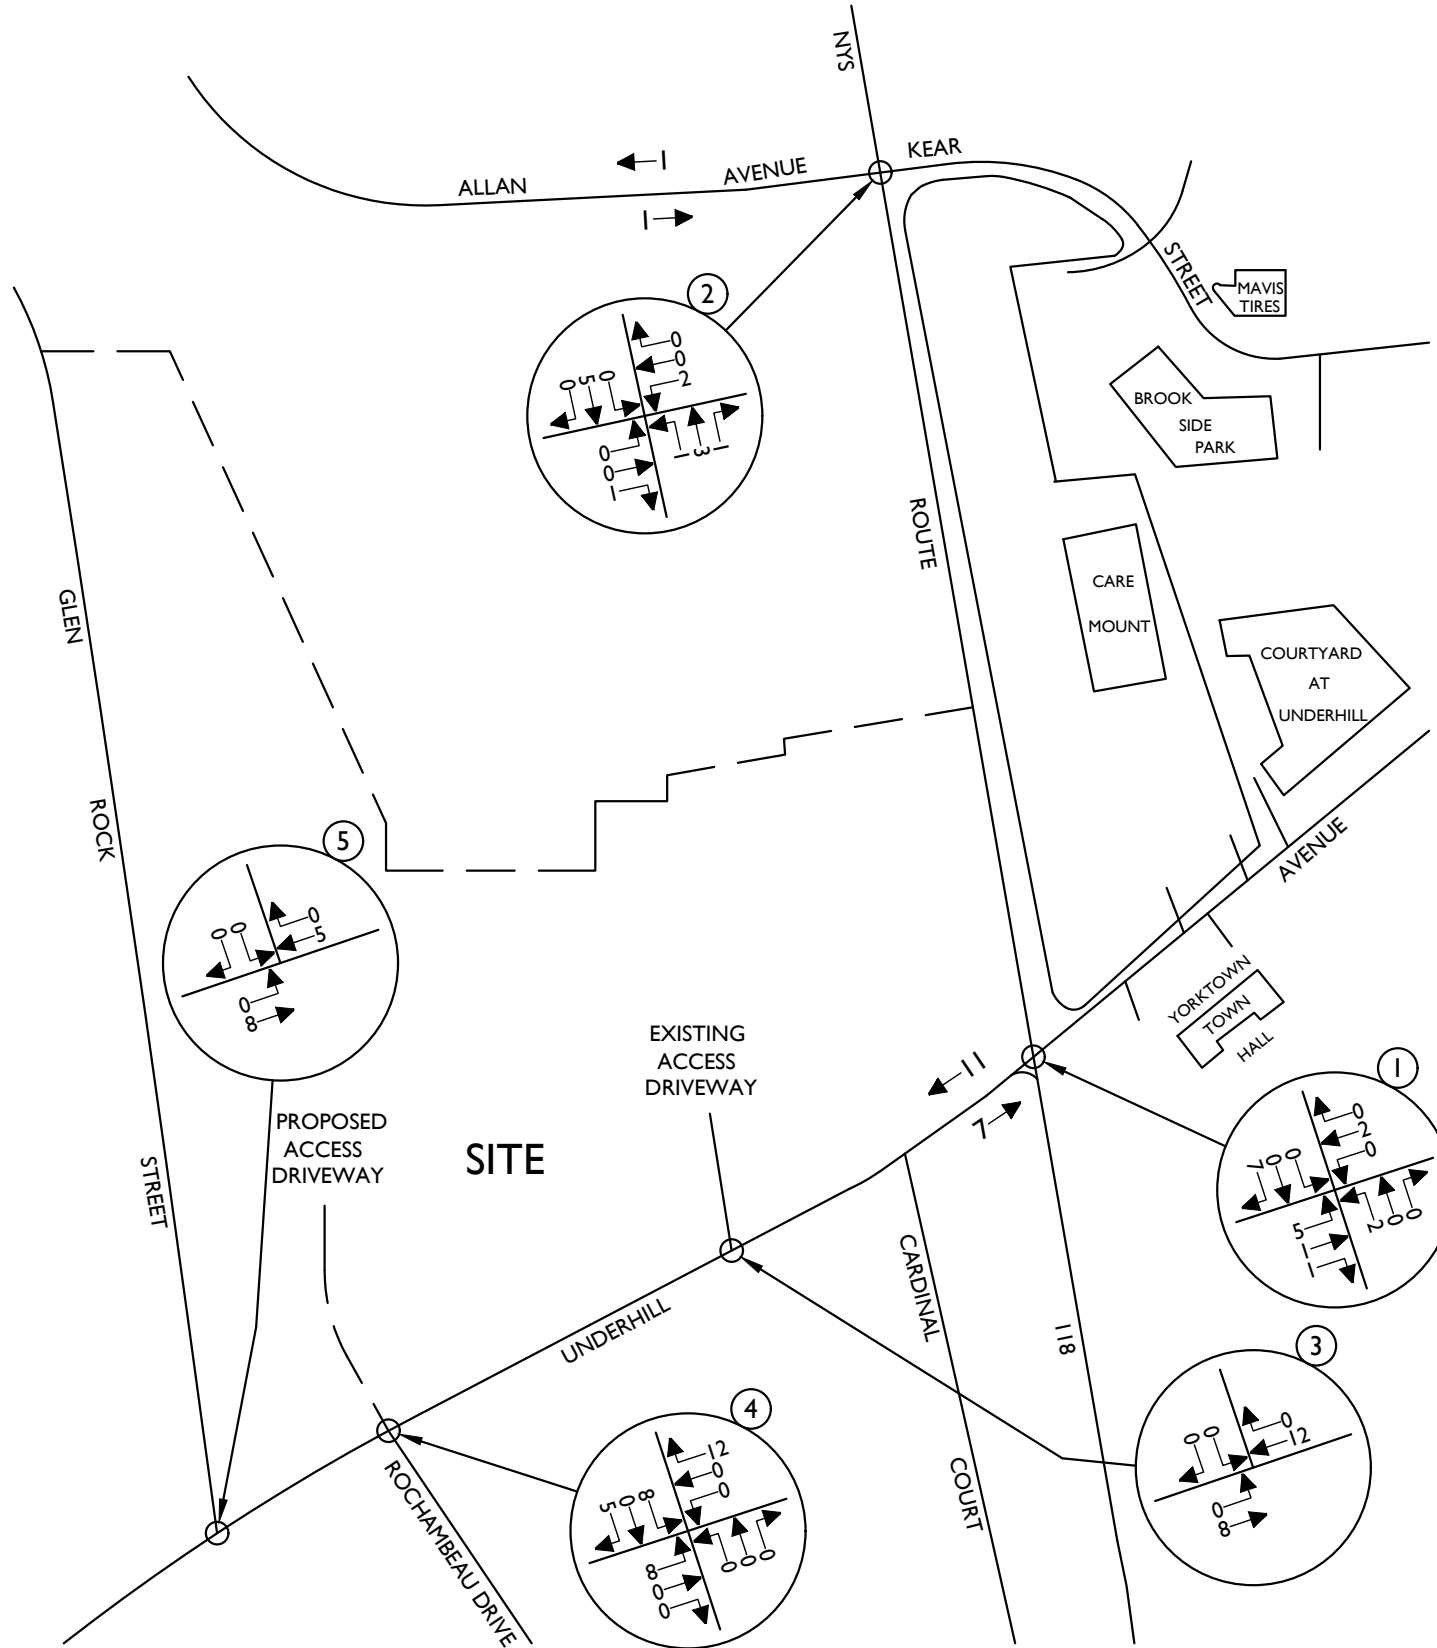 NYS
KEAR
AVENUE
ALLAN
1
1
STREET
MAVIS
TIRES
2
0
0
2
0
5
0
1
3
1
0
0
1
BROOK
SIDE
PARK
ROUTE
CARE
MOUNT
COURTYARD
AT
UNDERHILL
GLEN
ROCK
STREET
AVENUE
5
0
5
0
0
0
8
YORKTOWN
TOWN
HALL
EXISTING
ACCESS
DRIVEWAY
11
7
1
0
2
0
7
0
0
2
0
0
5
1
1
PROPOSED
ACCESS
DRIVEWAY
SITE
CARDINAL
COURT
118
UNDERHILL
3
0
12
0
0
0
8
4
12
0
0
5
0
8
0
0
0
8
0
0
ROCHAMBEAU DRIVE